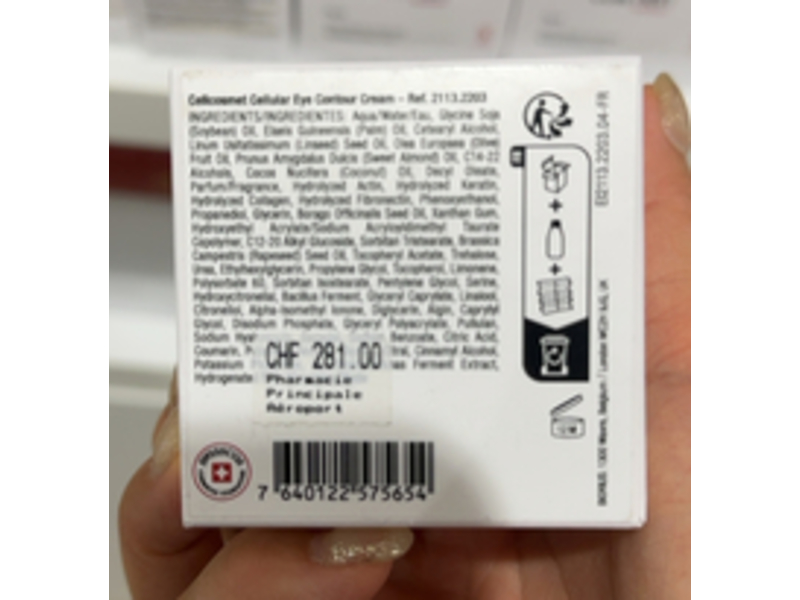 Cellcosmet Cellular Eye Contour Cream - Ref. 2113.2203
INGREDIENTS/INGREDIENTES: Aqua/Water/Eau, Glycine Soja
(Soybean) Oil, Elaeis Guineensis (Palm) Oil, Cetearyl Alcohol,
Linum Usitatissimum (Linseed) Seed Oil, Olea Europaea (Olive)
Fruit Oil, Prunus Amygdalus Dulcis (Sweet Almond) Oil, C14-22
Alcohols, Cocos Nucifera (Coconut) Oil, Decyl Oleate,
Parfum/Fragrance, Hydrolyzed Actin, Hydrolyzed Keratin,
Hydrolyzed Collagen, Hydrolyzed Fibronectin, Phenoxyethanol,
Propanediol, Glycerin, Borago Officinalis Seed Oil, Xanthan Gum,
Hydroxyethyl Acrylate/Sodium Acryloyldimethyl Taurate
Copolymer, C12-20 Alkyl Glucoside, Sorbitan Tristearate, Brassica
Campestris (Rapeseed) Seed Oil, Tocopheryl Acetate, Trehalose,
Urea, Ethylhexylglycerin, Propylene Glycol, Tocopherol, Limonene,
Polysorbate 60, Sorbitan Isostearate, Pentylene Glycol, Serine,
Hydroxycitronellal, Bacillus Ferment, Glyceryl Caprylate, Linalool,
Citronellol, Alpha-Isomethyl Ionone, Diglycerin, Algin, Caprylyl
Glycol, Disodium Phosphate, Glyceryl Polyacrylate, Pullulan,
Sodium Benzoate, Citric Acid,
Coumarin, Cinnamyl Alcohol,
Potassium Ferment Extract,
CHF 281.00
Pharmacie
Principale
Aéroport
7 640122 575654
FR
12 M
EI2113.2203.04-FR